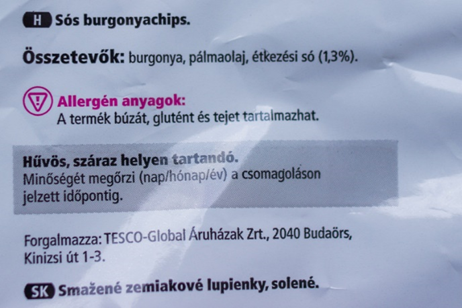 H Sós burgonyachips.
Összetevők: burgonya, pálmaolaj, étkezési só (1,3%).
Allergén anyagok:
A termék búzát, glutént és tejet tartalmazhat.
Hűvös, száraz helyen tartandó.
Minőségét megőrzi (nap/hónap/év) a csomagoláson
jelzett időpontig.
Forgalmazza: TESCO-Global Áruházak Zrt., 2040 Budaörs,
Kinizsi út 1-3.
SK Smažené zemiakové lupienky, solené.